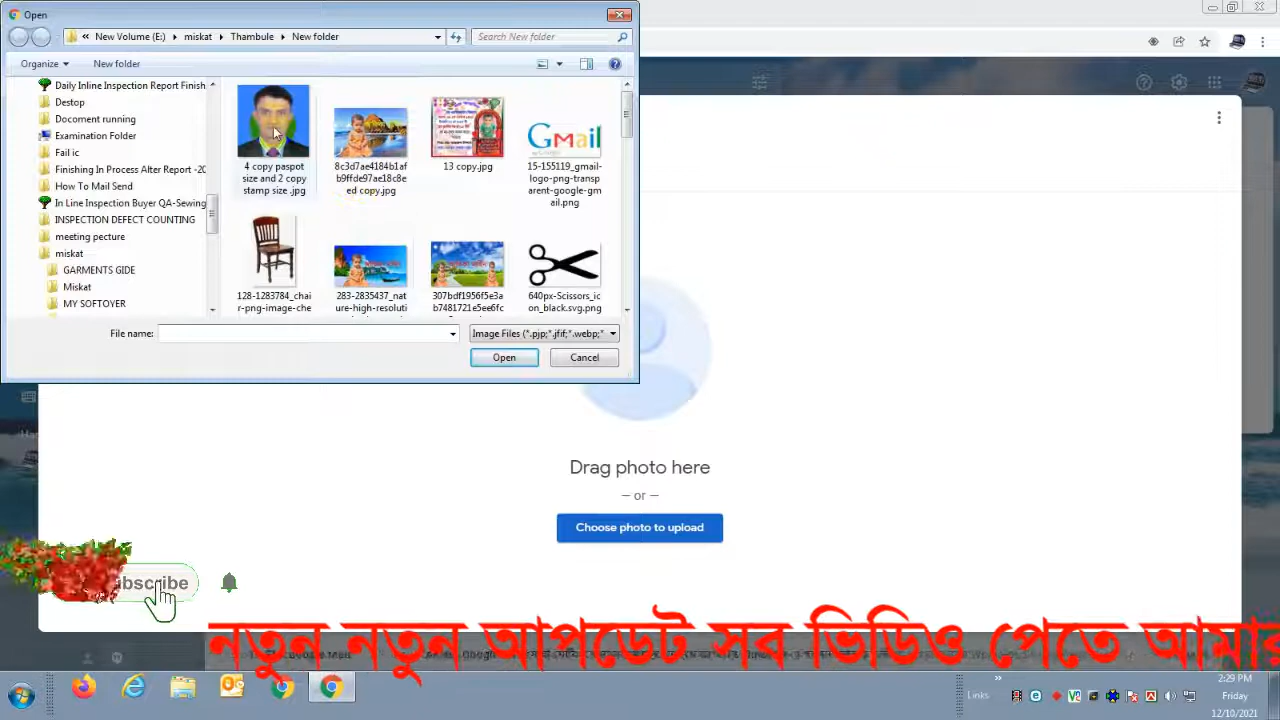 Open
New Volume (E:)
miskat
Thambule
New folder
Search New folder
Organize
New folder
Daily Inline Inspection Report Finish
Destop
Docoment running
Examination Folder
Fail ic
Finishing In Process Alter Report -20
How To Mail Send
In Line Inspection Buyer QA-Sewing
INSPECTION DEFECT COUNTING
meeting pecture
miskat
GARMENTS GIDE
Miskat
MY SOFTOVER
4 copy paspot
size and 2 copy
stamp size .jpg
8c3d7ae4184b1af
b9ffde97ae18c8e
ed copy.jpg
13 copy.jpg
Gmail
15-155119_gmail-
logo-png-transp
arent-google-gm
ail.png
128-1283784_chai
r-png-image-che
283-2835437_nat
ure-high-resoluti
307bdf1956f5e3a
b7481721e5ee6fc
640px-Scissors_ic
on_black.svg.png
File name:
Image Files (*.pjp;*.jfif;*.webp;*
Open
Cancel
Drag photo here
— or —
Choose photo to upload
ubscribe
নতুন নতুন আপডেট সব ভিডিও পেতে আমার
Links
2:29 PM
Friday
12/10/2021